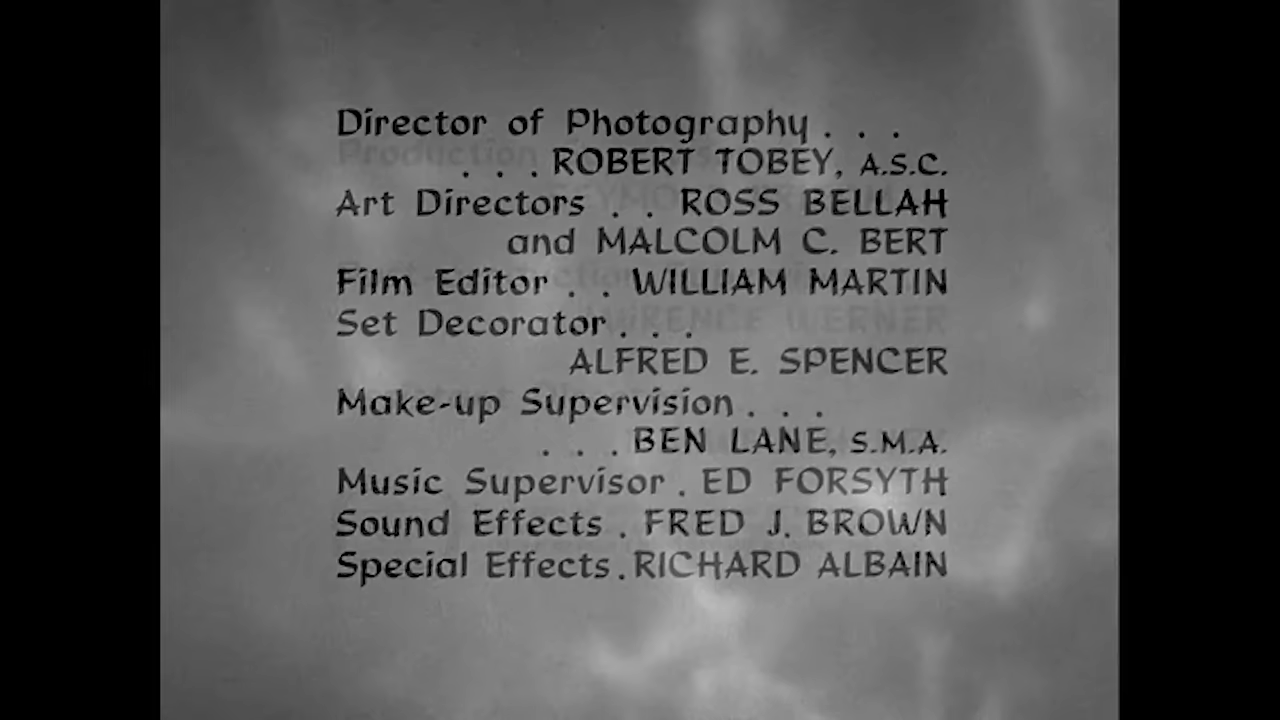 Director of Photography . . .
. . . ROBERT TOBEY, A.S.C.
Art Directors . . ROSS BELLAH
and MALCOLM C. BERT
Film Editor . . WILLIAM MARTIN
Set Decorator . . .
ALFRED E. SPENCER
Make-up Supervision . . .
. . . BEN LANE, S.M.A.
Music Supervisor . ED FORSYTH
Sound Effects . FRED J. BROWN
Special Effects . RICHARD ALBAIN